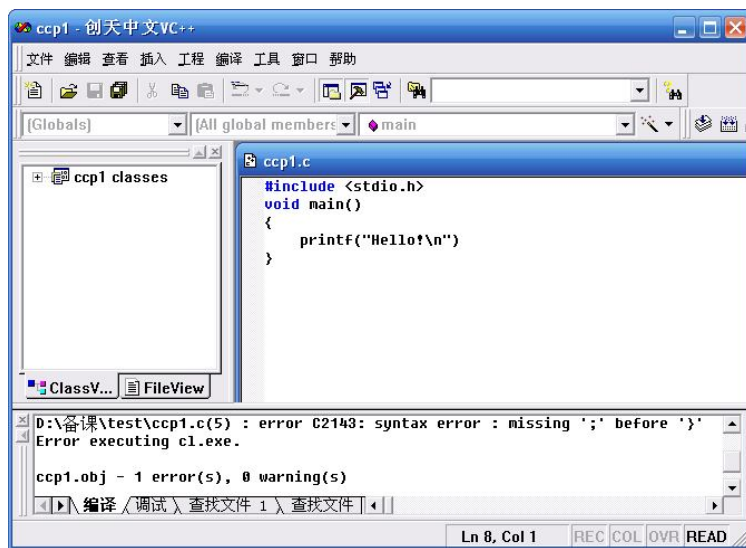 ccp1 - 创天中文VC++
文件 编辑 查看 插入 工程 编译 工具 窗口 帮助
(Globals) (All global members main
ccp1 classes
ClassV... FileView
ccp1.c
#include <stdio.h>
void main()
{
printf("Hello!\n")
}
D:\备课\test\ccp1.c(5) : error C2143: syntax error : missing ';' before '}'
Error executing cl.exe.
ccp1.obj - 1 error(s), 0 warning(s)
编译 调试 查找文件 1 查找文件
Ln 8, Col 1 REC COL OVR READ